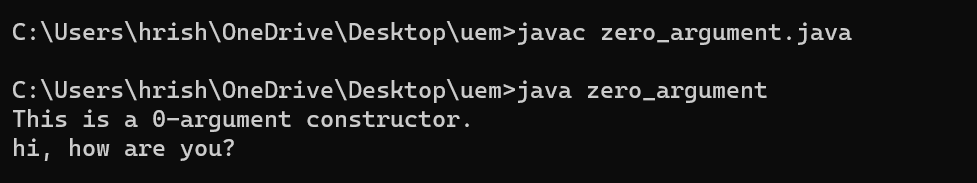 C:\Users\hrish\OneDrive\Desktop\uem>javac zero_argument.java
C:\Users\hrish\OneDrive\Desktop\uem>java zero_argument
This is a 0-argument constructor.
hi, how are you?